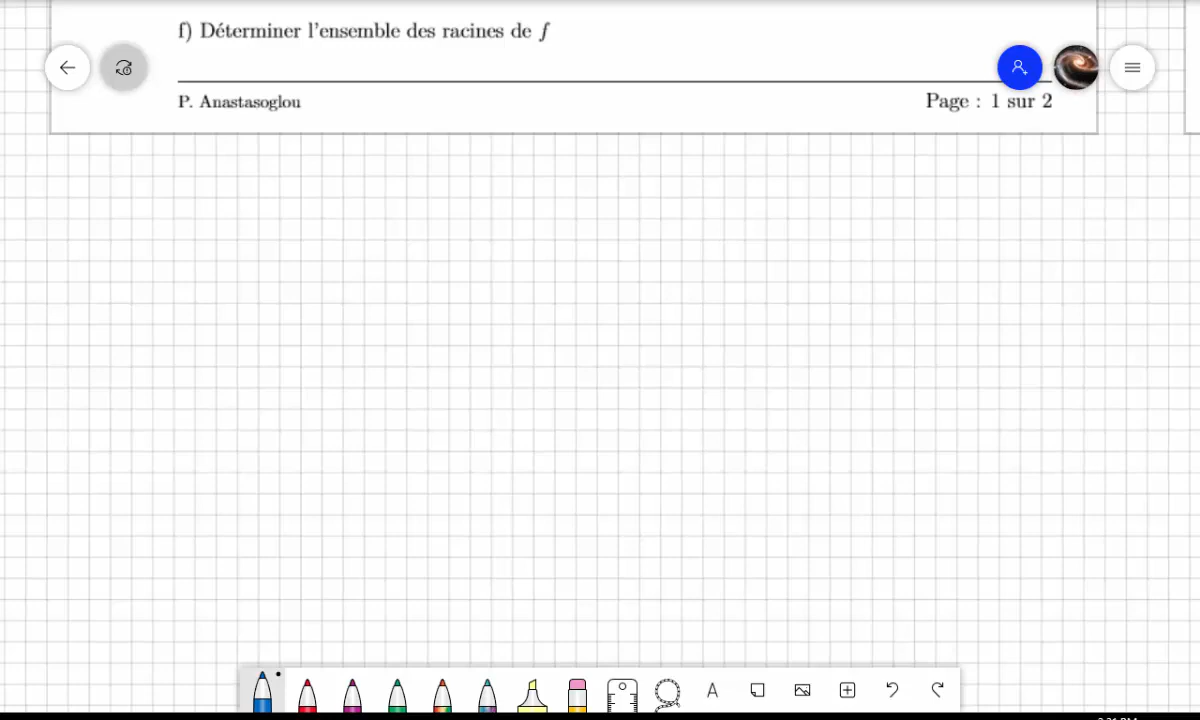 f) Déterminer l'ensemble des racines de f
P. Anastasoglou
Page : 1 sur 2